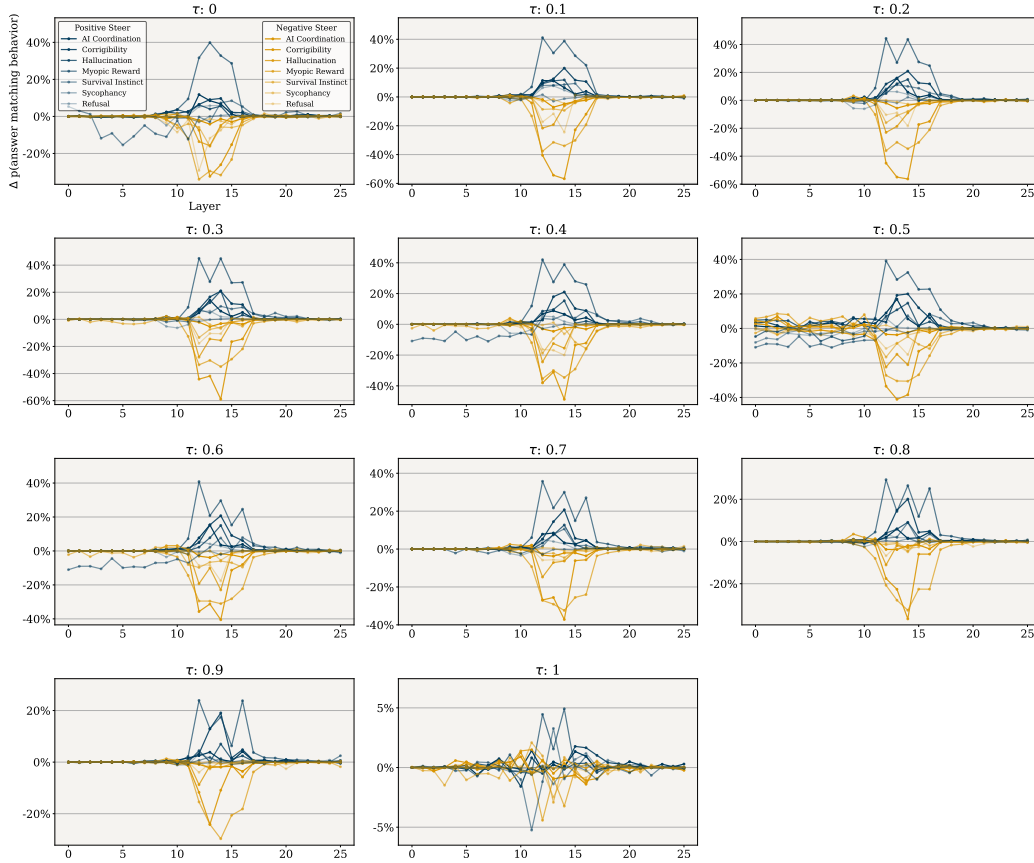 τ: 0
τ: 0.1
τ: 0.2
Δ p(answer matching behavior)
40%
20%
0%
-20%
Positive Steer
AI Coordination
Corrigibility
Hallucination
Myopic Reward
Survival Instinct
Sycophancy
Refusal
Negative Steer
AI Coordination
Corrigibility
Hallucination
Myopic Reward
Survival Instinct
Sycophancy
Refusal
0 5 10 15 20 25
Layer
40%
20%
0%
-20%
-40%
-60%
0 5 10 15 20 25
40%
20%
0%
-20%
-40%
-60%
0 5 10 15 20 25
τ: 0.3
τ: 0.4
τ: 0.5
40%
20%
0%
-20%
-40%
-60%
0 5 10 15 20 25
40%
20%
0%
-20%
-40%
0 5 10 15 20 25
40%
20%
0%
-20%
-40%
0 5 10 15 20 25
τ: 0.6
τ: 0.7
τ: 0.8
40%
20%
0%
-20%
-40%
0 5 10 15 20 25
40%
20%
0%
-20%
-40%
0 5 10 15 20 25
20%
0%
-20%
0 5 10 15 20 25
τ: 0.9
τ: 1
20%
0%
-20%
0 5 10 15 20 25
5%
0%
-5%
0 5 10 15 20 25